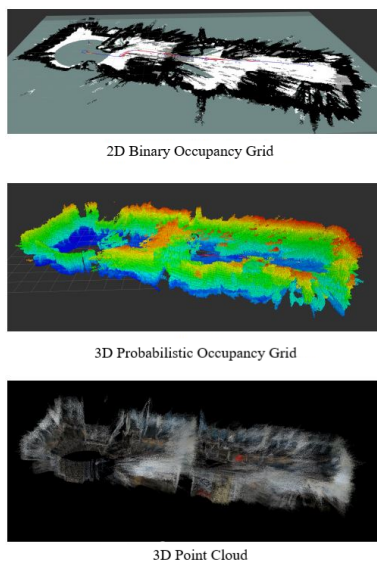 2D Binary Occupancy Grid
3D Probabilistic Occupancy Grid
3D Point Cloud